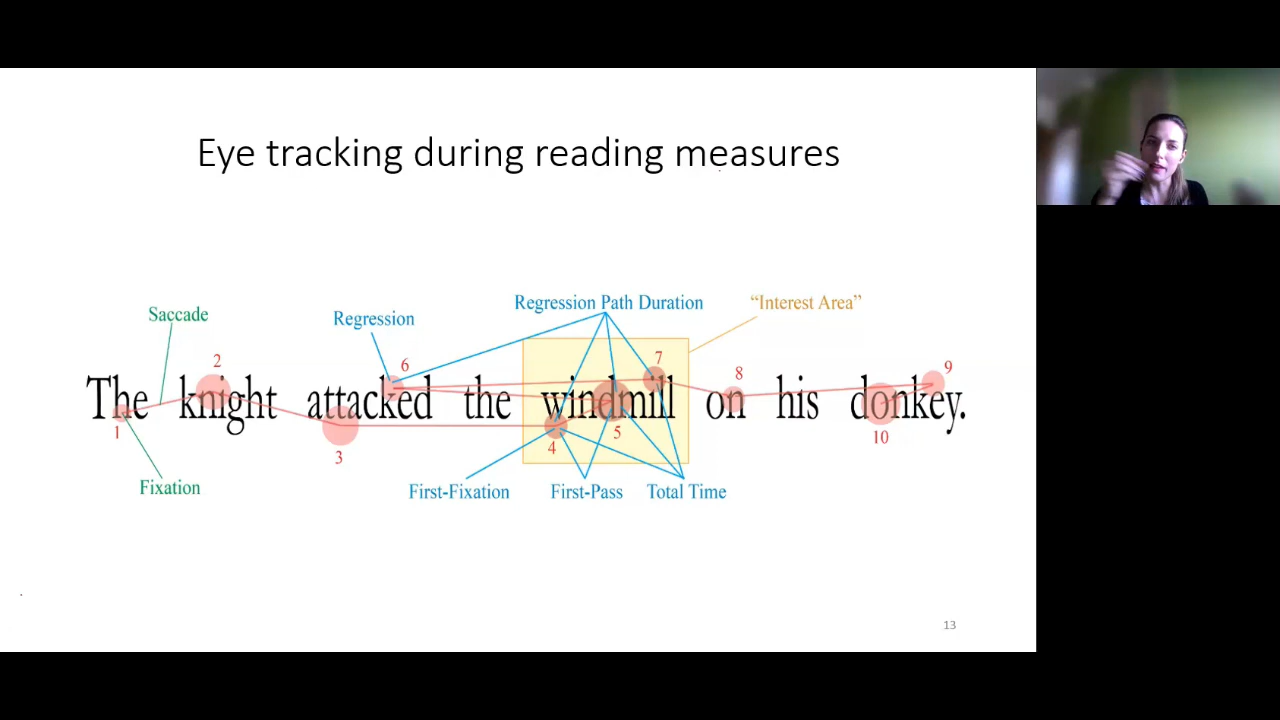 Eye tracking during reading measures
Regression Path Duration
"Interest Area"
Saccade
Regression
2
6
7
8
9
The knight attacked the windmill on his donkey.
1
3
4
5
10
Fixation
First-Fixation
First-Pass
Total Time
13